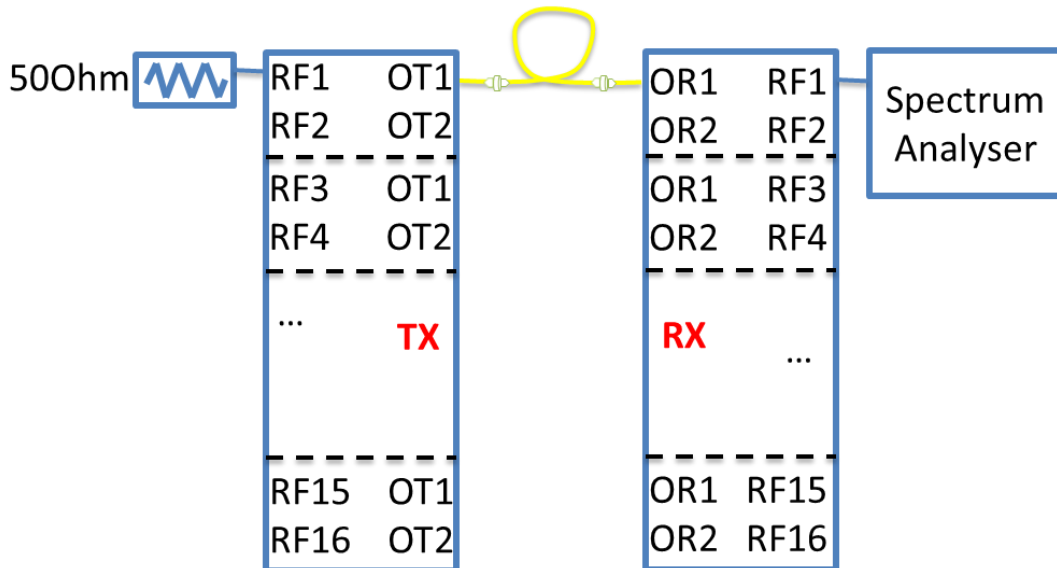 50Ohm
RF1 OT1
RF2 OT2
RF3 OT1
RF4 OT2
...
TX
RF15 OT1
RF16 OT2
OR1 RF1
OR2 RF2
OR1 RF3
OR2 RF4
RX
...
OR1 RF15
OR2 RF16
Spectrum
Analyser